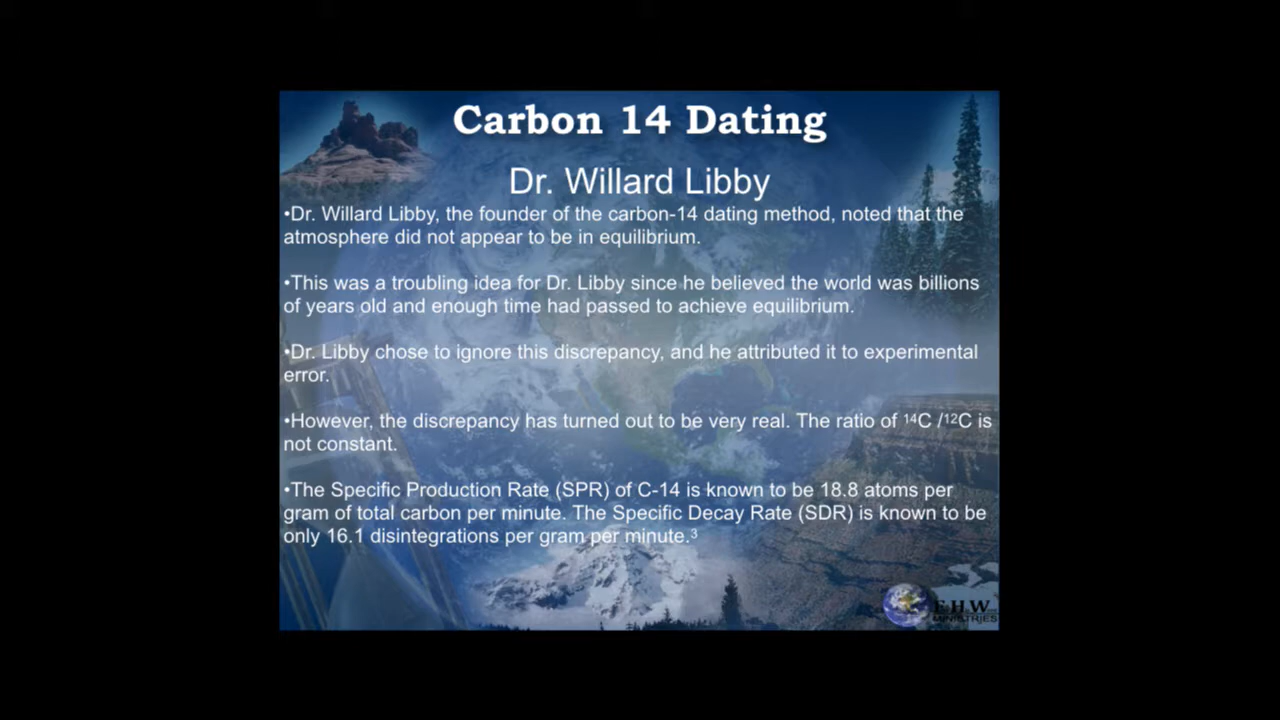 Carbon 14 Dating
Dr. Willard Libby
•Dr. Willard Libby, the founder of the carbon-14 dating method, noted that the
atmosphere did not appear to be in equilibrium.
•This was a troubling idea for Dr. Libby since he believed the world was billions
of years old and enough time had passed to achieve equilibrium.
•Dr. Libby chose to ignore this discrepancy, and he attributed it to experimental
error.
•However, the discrepancy has turned out to be very real. The ratio of ¹⁴C /¹²C is
not constant.
•The Specific Production Rate (SPR) of C-14 is known to be 18.8 atoms per
gram of total carbon per minute. The Specific Decay Rate (SDR) is known to be
only 16.1 disintegrations per gram per minute.³
MINISTRIES